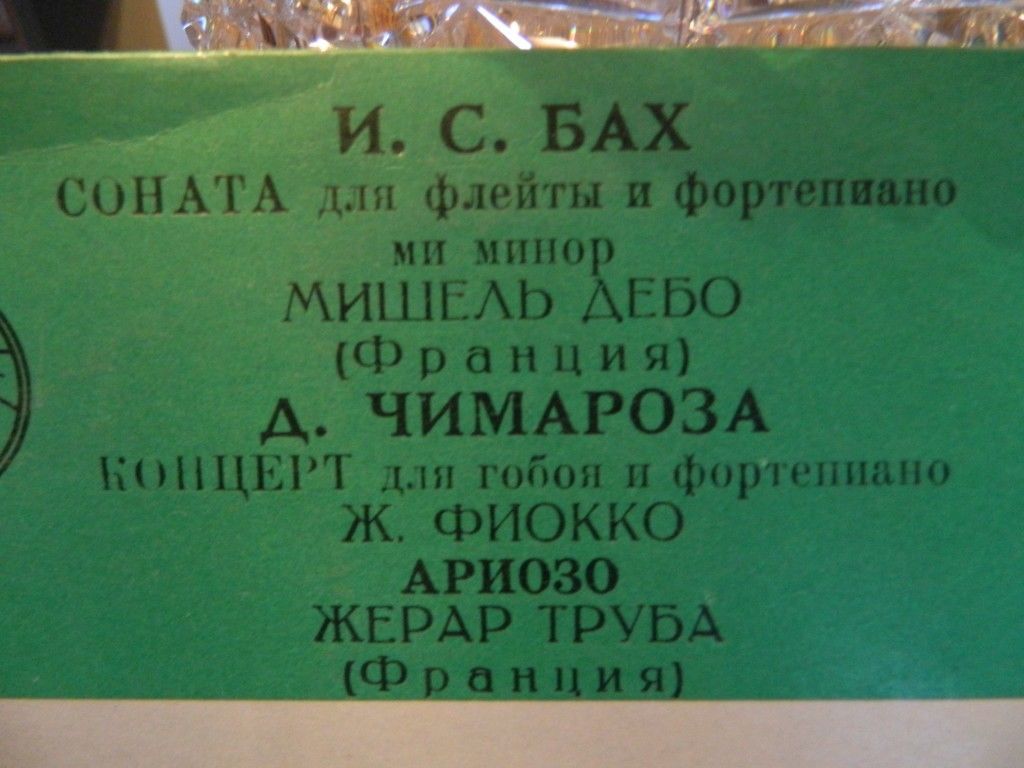 И. С. БАХ
СОНАТА для флейты и фортепиано
ми минор
МИШЕЛЬ ДЕБО
(Франция)
Д. ЧИМАРОЗА
КОНЦЕРТ для гобоя и фортепиано
Ж. ФИОККО
АРИОЗО
ЖЕРАР ТРУБА
(Франция)